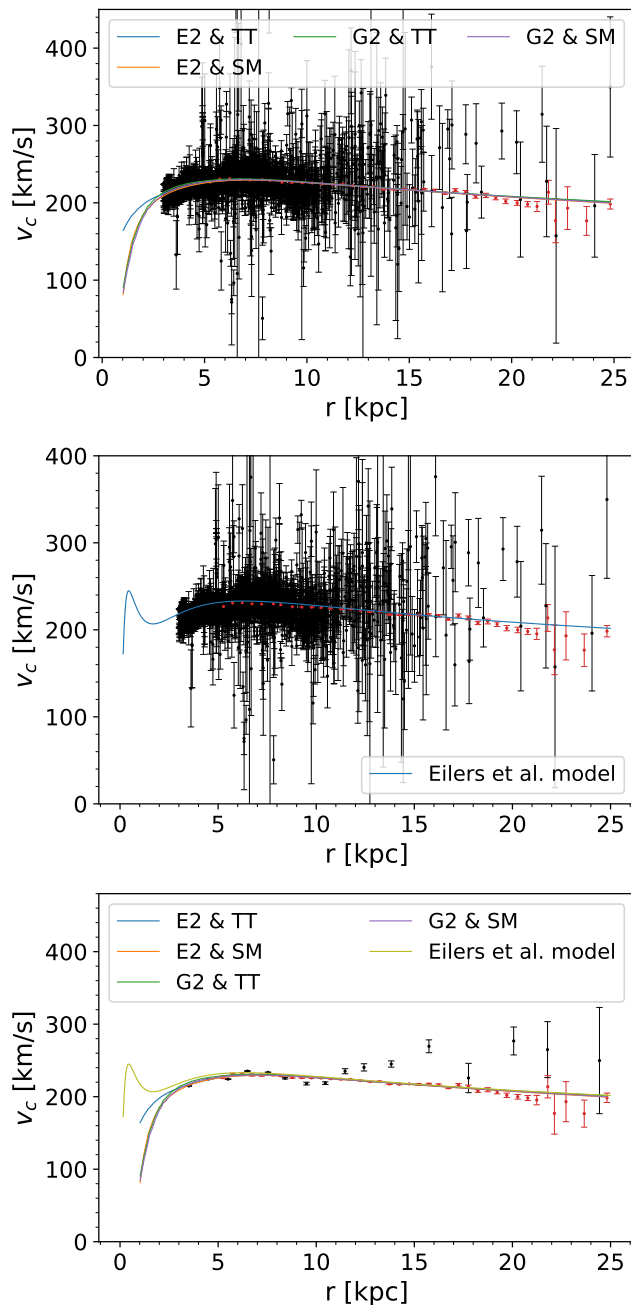 E2 & TT G2 & TT G2 & SM
E2 & SM
400
300
200
100
0
v_c [km/s]
0 5 10 15 20 25
r [kpc]
400
300
200
100
0
v_c [km/s]
Eilers et al. model
0 5 10 15 20 25
r [kpc]
E2 & TT G2 & SM
E2 & SM Eilers et al. model
G2 & TT
400
300
200
100
0
v_c [km/s]
0 5 10 15 20 25
r [kpc]